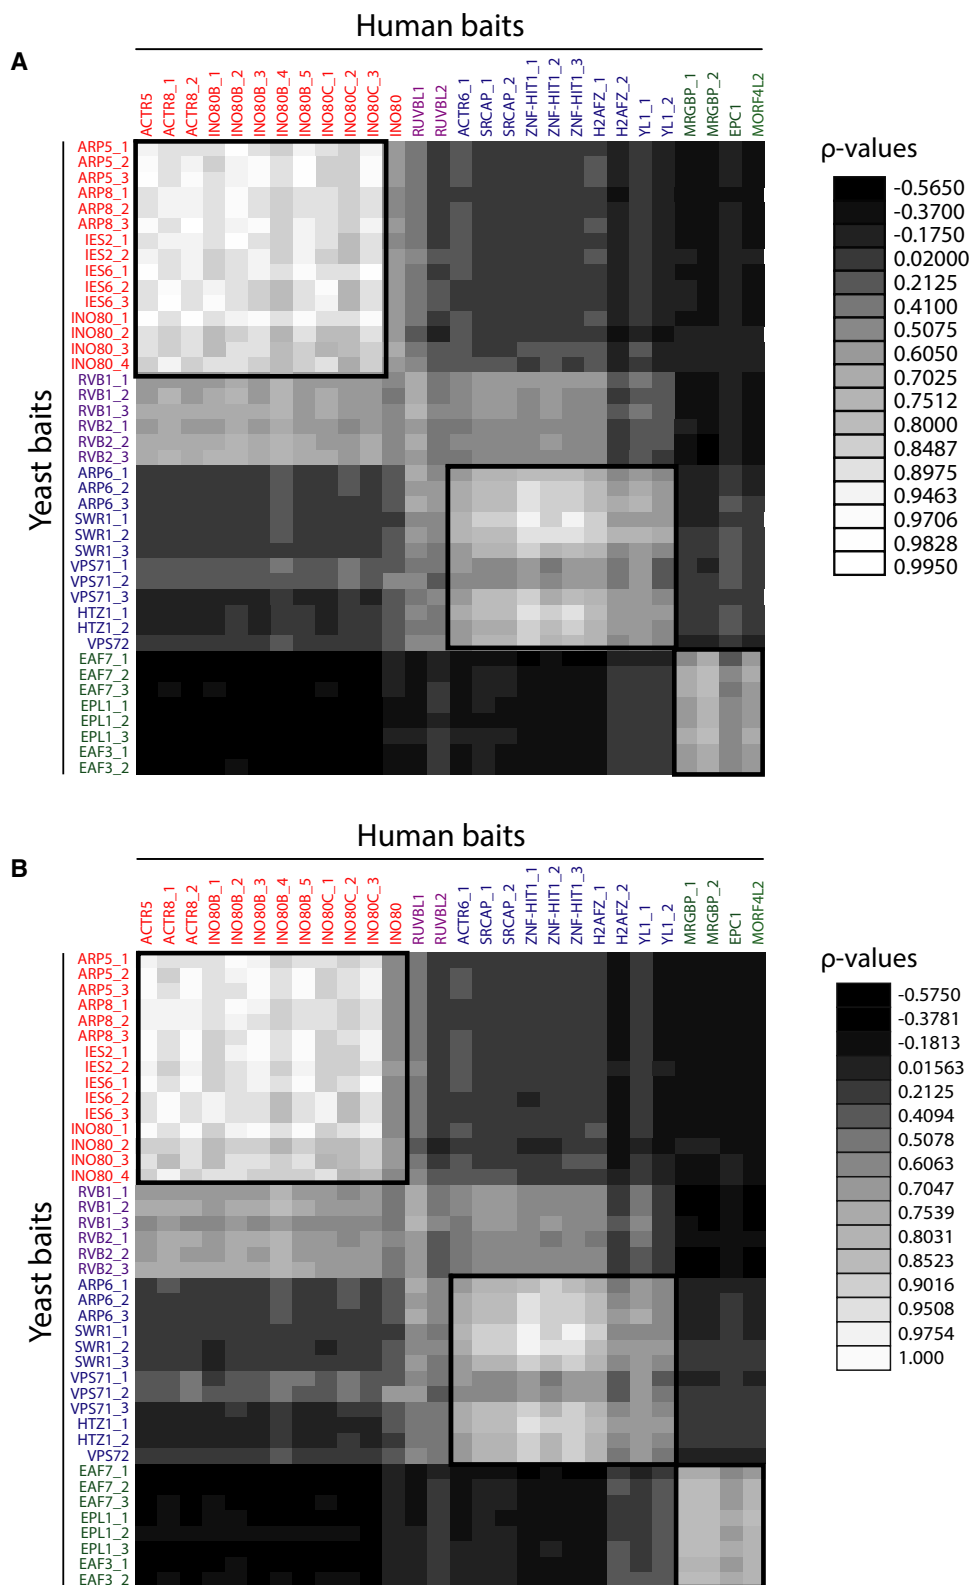 Human baits
A
ACTR5
ACTR8_1
ACTR8_2
INO80B_1
INO80B_2
INO80B_3
INO80B_4
INO80B_5
INO80C_1
INO80C_2
INO80C_3
INO80
RUVBL1
RUVBL2
ACTR6_1
SRCAP_1
SRCAP_2
ZNF-HIT1_1
ZNF-HIT1_2
ZNF-HIT1_3
H2AFZ_1
H2AFZ_2
YL1_1
YL1_2
MRGBP_1
MRGBP_2
EPC1
MORF4L2
Yeast baits
ARP5_1
ARP5_2
ARP5_3
ARP8_1
ARP8_2
ARP8_3
IES2_1
IES2_2
IES6_1
IES6_2
IES6_3
INO80_1
INO80_2
INO80_3
INO80_4
RVB1_1
RVB1_2
RVB1_3
RVB2_1
RVB2_2
RVB2_3
ARP6_1
ARP6_2
ARP6_3
SWR1_1
SWR1_2
SWR1_3
VPS71_1
VPS71_2
VPS71_3
HTZ1_1
HTZ1_2
VPS72
EAF7_1
EAF7_2
EAF7_3
EPL1_1
EPL1_2
EPL1_3
EAF3_1
EAF3_2
ρ-values
-0.5650
-0.3700
-0.1750
0.02000
0.2125
0.4100
0.5075
0.6050
0.7025
0.7512
0.8000
0.8487
0.8975
0.9463
0.9706
0.9828
0.9950
Human baits
B
ACTR5
ACTR8_1
ACTR8_2
INO80B_1
INO80B_2
INO80B_3
INO80B_4
INO80B_5
INO80C_1
INO80C_2
INO80C_3
INO80
RUVBL1
RUVBL2
ACTR6_1
SRCAP_1
SRCAP_2
ZNF-HIT1_1
ZNF-HIT1_2
ZNF-HIT1_3
H2AFZ_1
H2AFZ_2
YL1_1
YL1_2
MRGBP_1
MRGBP_2
EPC1
MORF4L2
Yeast baits
ARP5_1
ARP5_2
ARP5_3
ARP8_1
ARP8_2
ARP8_3
IES2_1
IES2_2
IES6_1
IES6_2
IES6_3
INO80_1
INO80_2
INO80_3
INO80_4
RVB1_1
RVB1_2
RVB1_3
RVB2_1
RVB2_2
RVB2_3
ARP6_1
ARP6_2
ARP6_3
SWR1_1
SWR1_2
SWR1_3
VPS71_1
VPS71_2
VPS71_3
HTZ1_1
HTZ1_2
VPS72
EAF7_1
EAF7_2
EAF7_3
EPL1_1
EPL1_2
EPL1_3
EAF3_1
EAF3_2
ρ-values
-0.5750
-0.3781
-0.1813
0.01563
0.2125
0.4094
0.5078
0.6063
0.7047
0.7539
0.8031
0.8523
0.9016
0.9508
0.9754
1.000